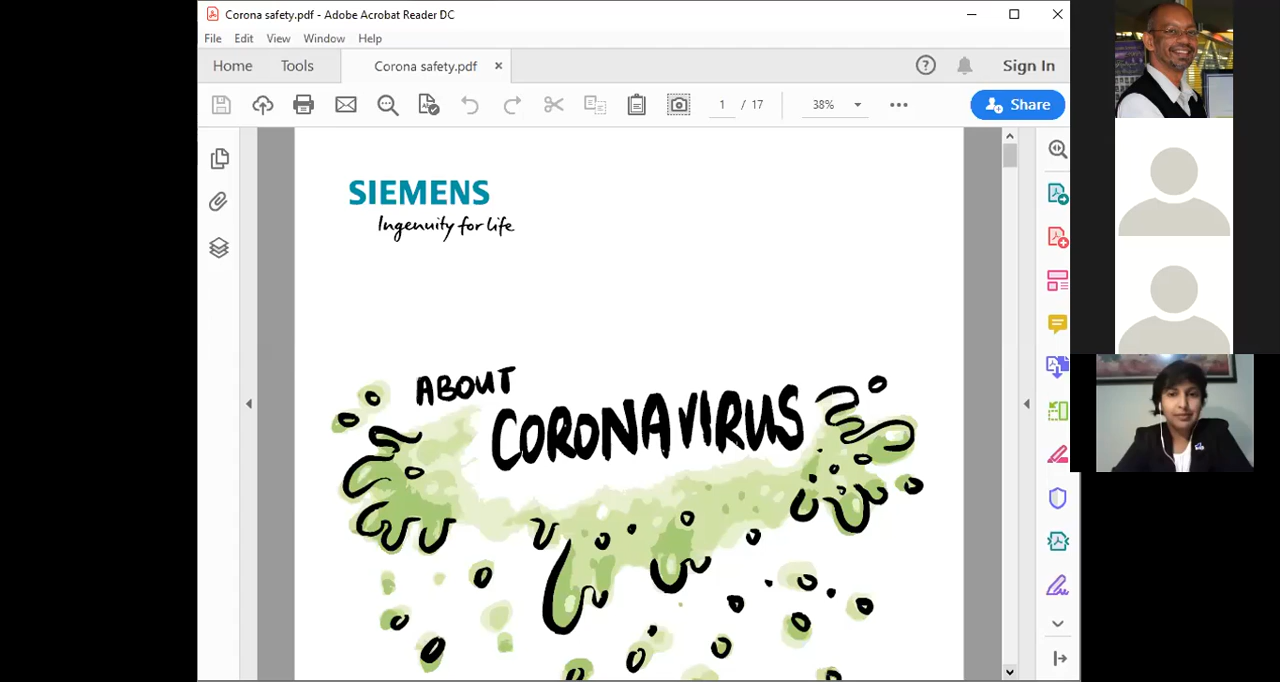 Corona safety.pdf - Adobe Acrobat Reader DC
File Edit View Window Help
Home Tools Corona safety.pdf Sign In
1 / 17 38% Share
SIEMENS
Ingenuity for life
ABOUT
CORONAVIRUS